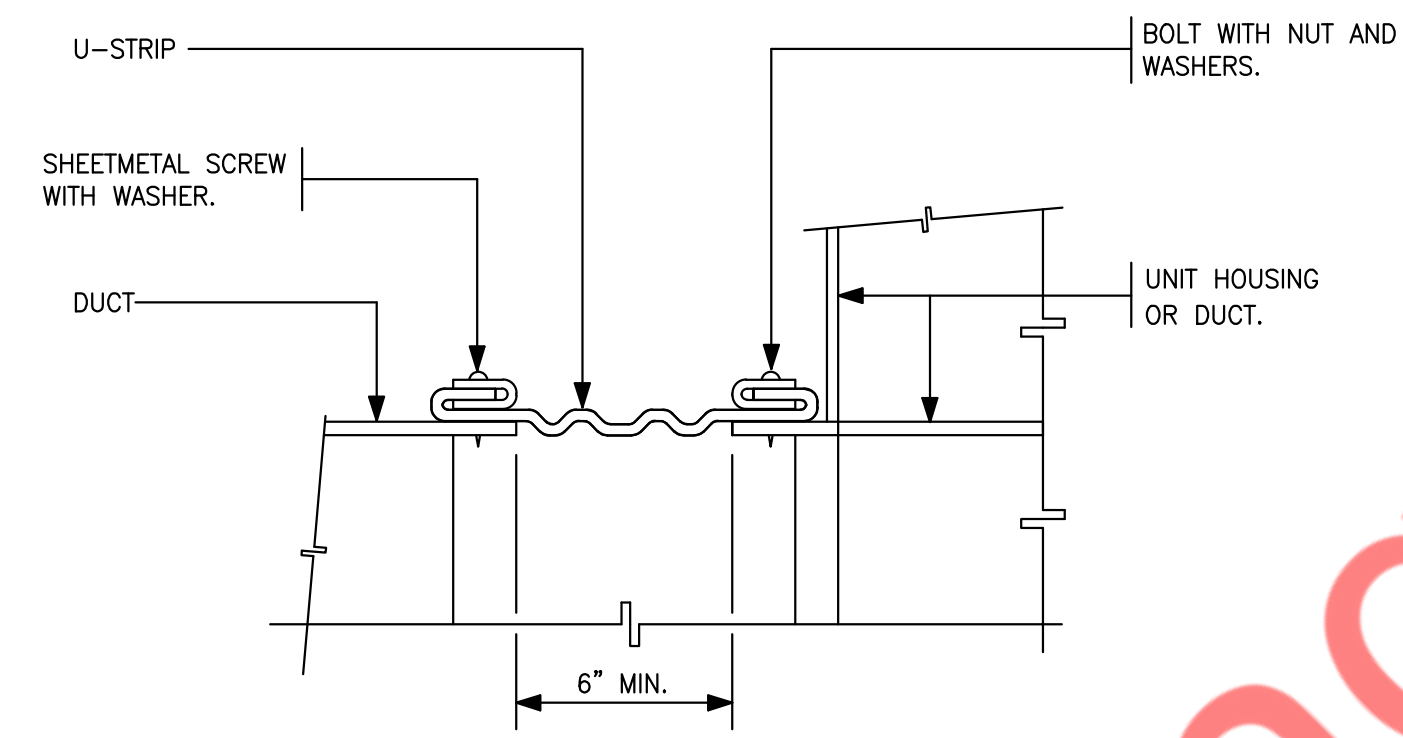 U-STRIP
BOLT WITH NUT AND
WASHERS.
SHEETMETAL SCREW
WITH WASHER.
DUCT
UNIT HOUSING
OR DUCT.
6" MIN.